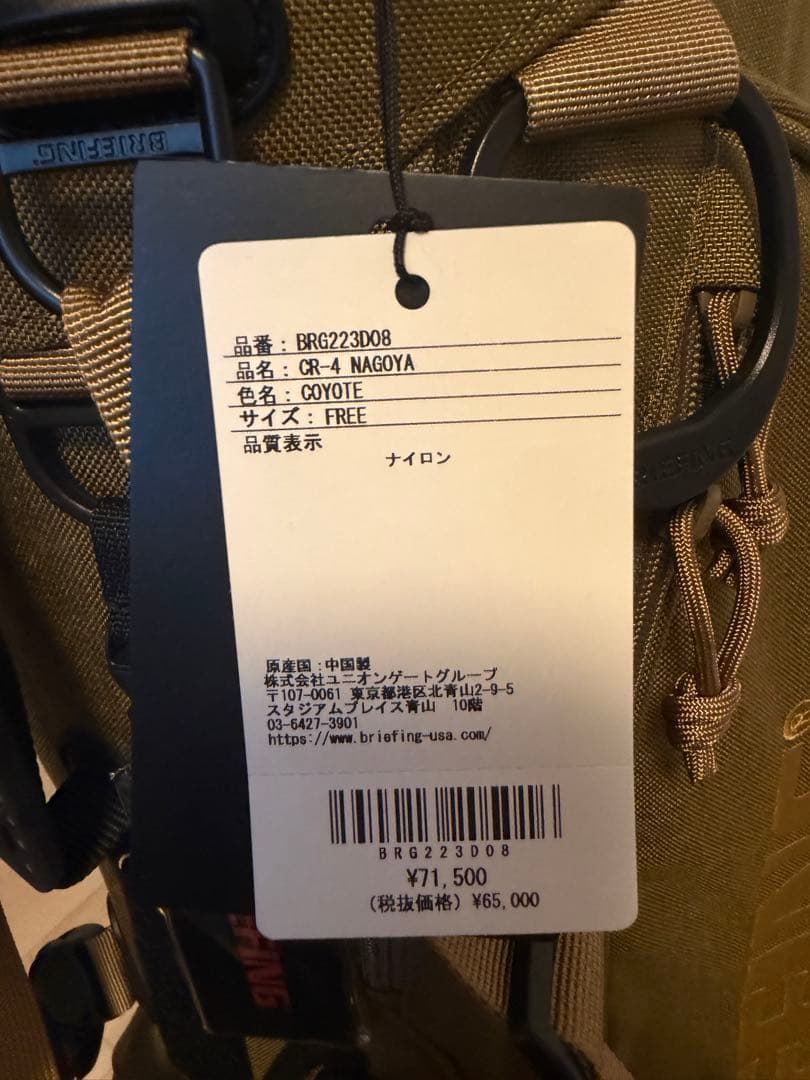 BRIEFING
品番：BRG223D08
品名：CR-4 NAGOYA
色名：COYOTE
サイズ：FREE
品質表示
ナイロン
原産国：中国製
株式会社ユニオンゲートグループ
〒107-0061 東京都港区北青山2-9-5
スタジアムプレイス青山 10階
03-6427-3901
https://www.briefing-usa.com/
BRG223D08
¥71,500
(税抜価格) ¥65,000